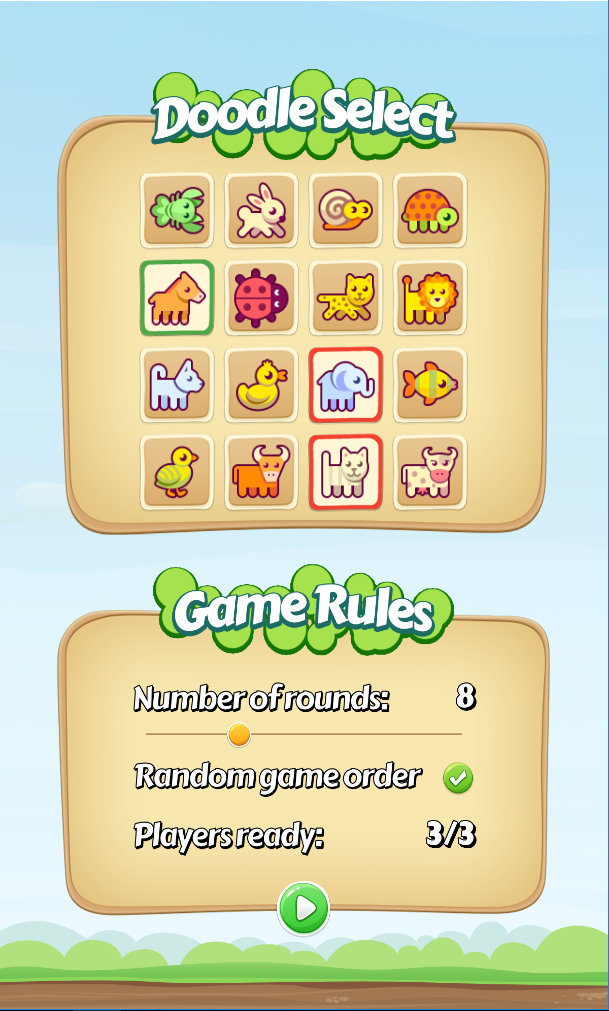 Doodle Select
Game Rules
Number of rounds: 8
Random game order
Players ready: 3/3